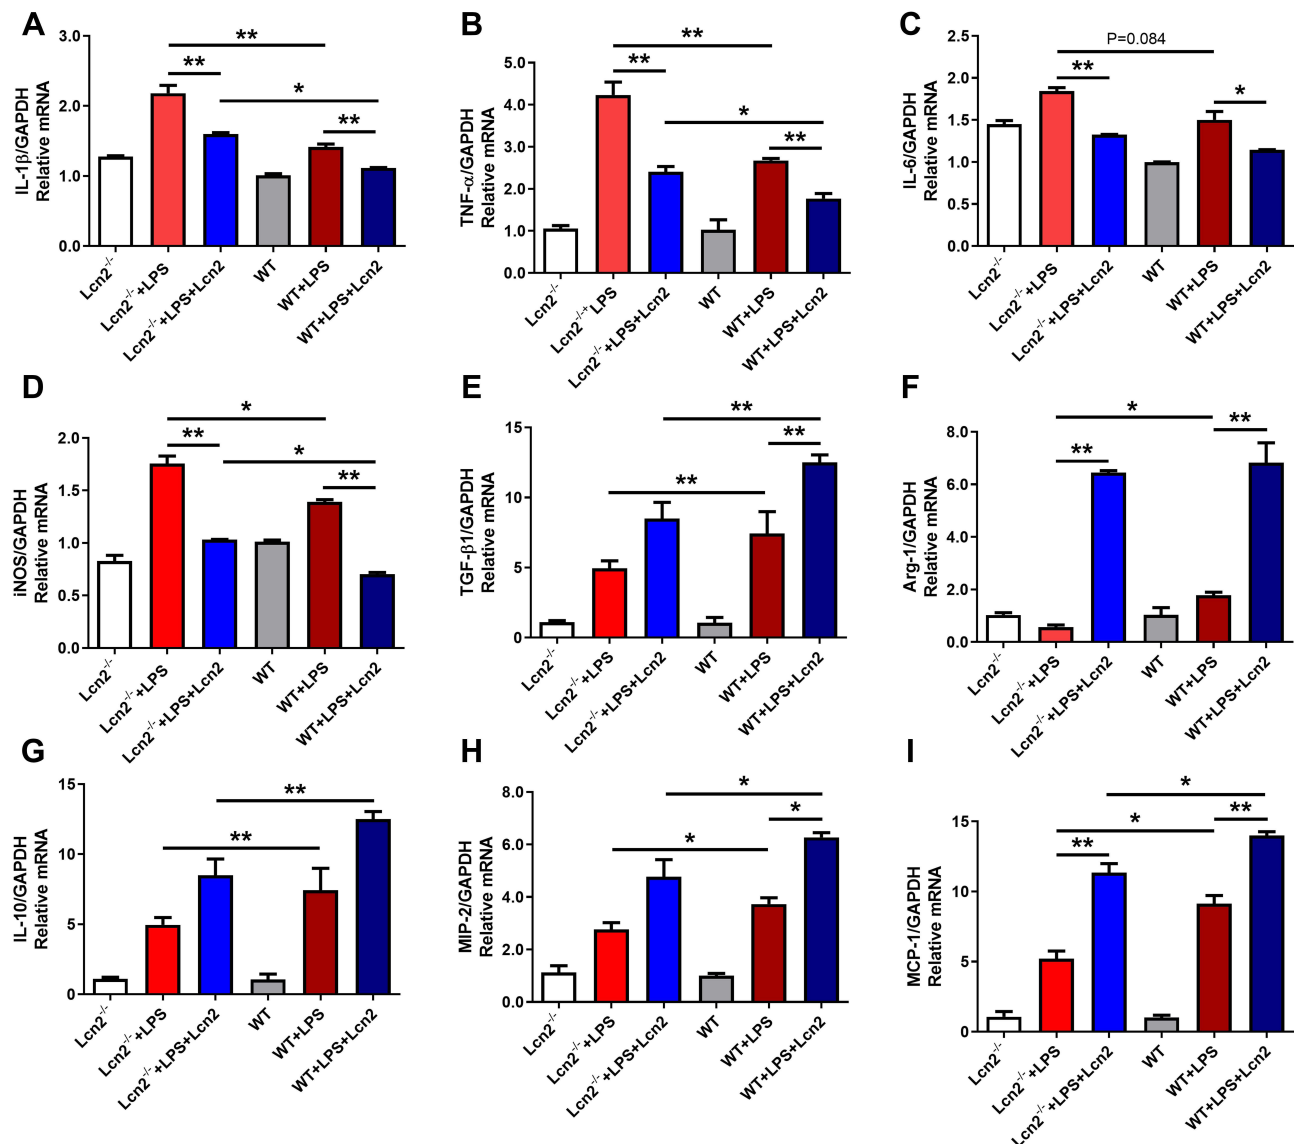 A
IL-1β/GAPDH
Relative mRNA
3.0
2.0
1.0
0.0
**
**
*
**
Lcn2-/-
Lcn2-/-+LPS
Lcn2-/-+LPS+Lcn2
WT
WT+LPS
WT+LPS+Lcn2
B
TNF-α/GAPDH
Relative mRNA
5.0
4.0
3.0
2.0
1.0
0.0
**
**
*
**
Lcn2-/-
Lcn2-/-+LPS
Lcn2-/-+LPS+Lcn2
WT
WT+LPS
WT+LPS+Lcn2
C
IL-6/GAPDH
Relative mRNA
2.5
2.0
1.5
1.0
0.5
0.0
P=0.084
**
*
Lcn2-/-
Lcn2-/-+LPS
Lcn2-/-+LPS+Lcn2
WT
WT+LPS
WT+LPS+Lcn2
D
iNOS/GAPDH
Relative mRNA
2.0
1.5
1.0
0.5
0.0
*
**
*
**
Lcn2-/-
Lcn2-/-+LPS
Lcn2-/-+LPS+Lcn2
WT
WT+LPS
WT+LPS+Lcn2
E
TGF-β1/GAPDH
Relative mRNA
15
10
5
0
**
**
**
Lcn2-/-
Lcn2-/-+LPS
Lcn2-/-+LPS+Lcn2
WT
WT+LPS
WT+LPS+Lcn2
F
Arg-1/GAPDH
Relative mRNA
8.0
6.0
4.0
2.0
0.0
*
**
**
Lcn2-/-
Lcn2-/-+LPS
Lcn2-/-+LPS+Lcn2
WT
WT+LPS
WT+LPS+Lcn2
G
IL-10/GAPDH
Relative mRNA
15
10
5
0
**
**
Lcn2-/-
Lcn2-/-+LPS
Lcn2-/-+LPS+Lcn2
WT
WT+LPS
WT+LPS+Lcn2
H
MIP-2/GAPDH
Relative mRNA
8.0
6.0
4.0
2.0
0.0
*
*
*
Lcn2-/-
Lcn2-/-+LPS
Lcn2-/-+LPS+Lcn2
WT
WT+LPS
WT+LPS+Lcn2
I
MCP-1/GAPDH
Relative mRNA
15
10
5
0
*
*
**
**
Lcn2-/-
Lcn2-/-+LPS
Lcn2-/-+LPS+Lcn2
WT
WT+LPS
WT+LPS+Lcn2